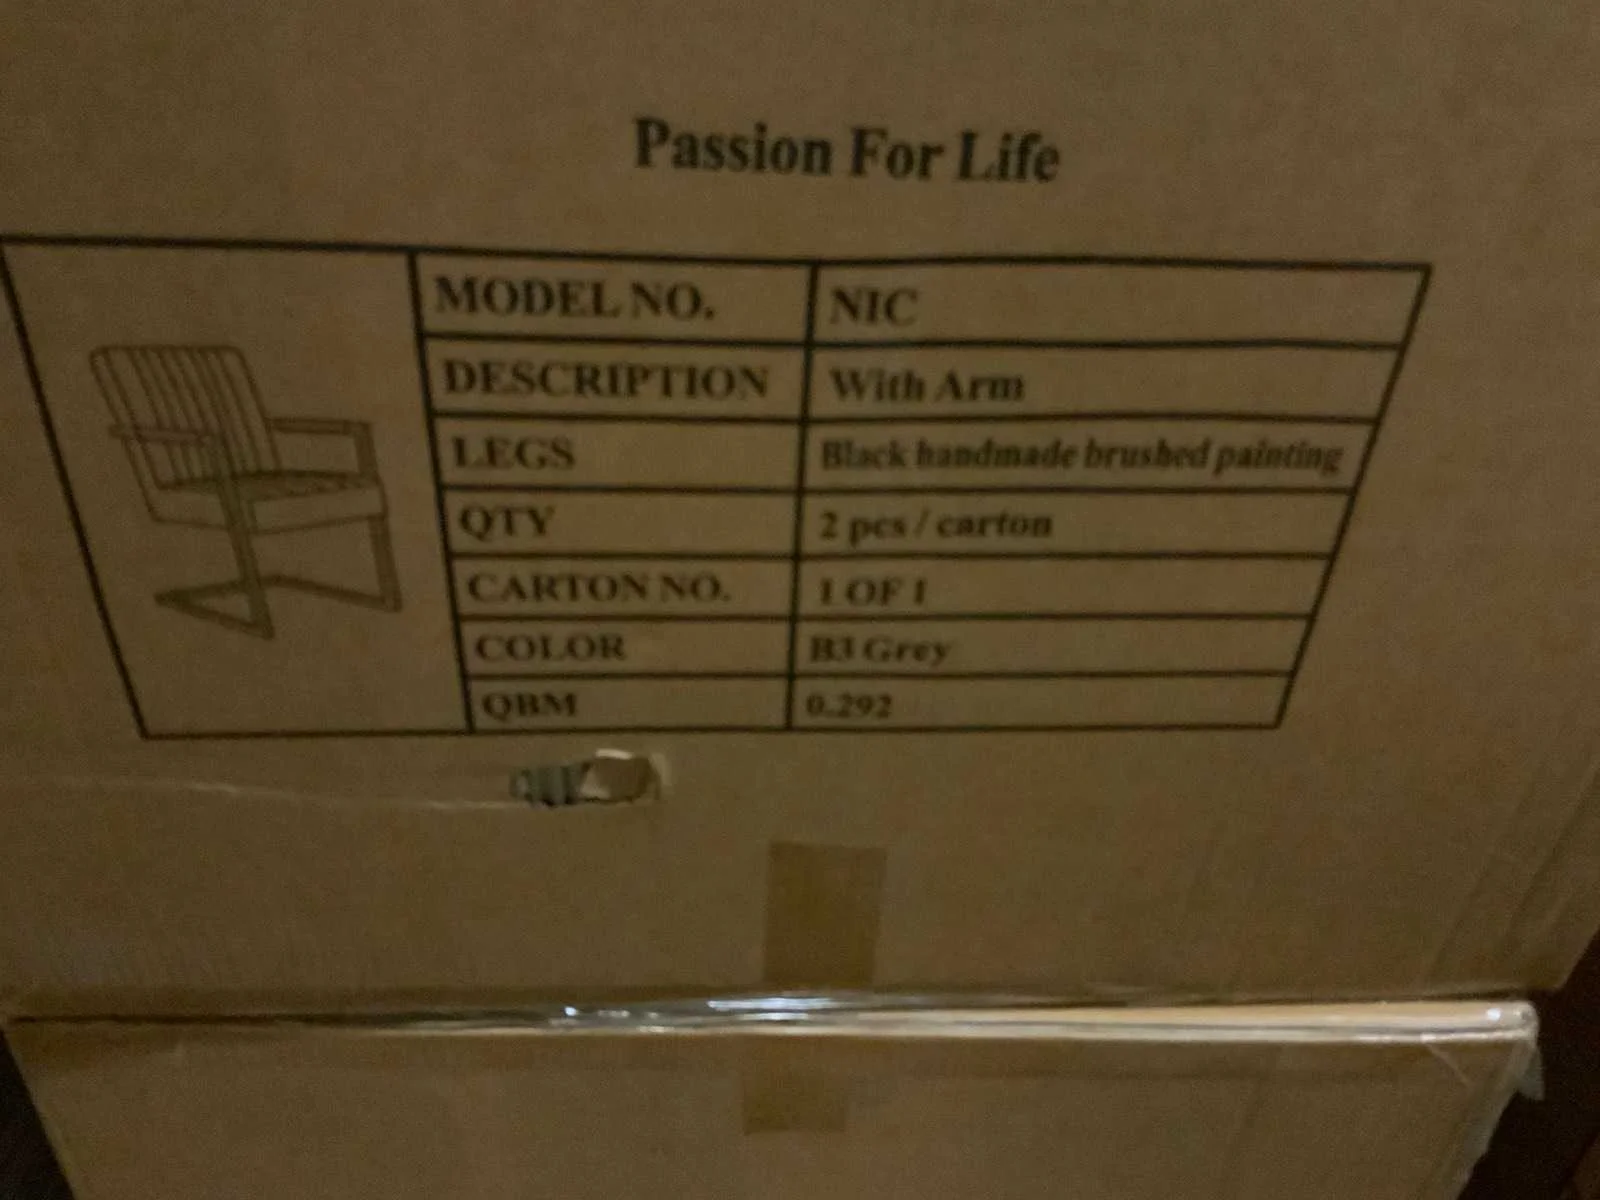 Passion For Life
MODEL NO. NIC
DESCRIPTION With Arm
LEGS Black handmade brushed painting
QTY 2 pcs / carton
CARTON NO. 1 OF 1
COLOR B3 Grey
QBM 0.292